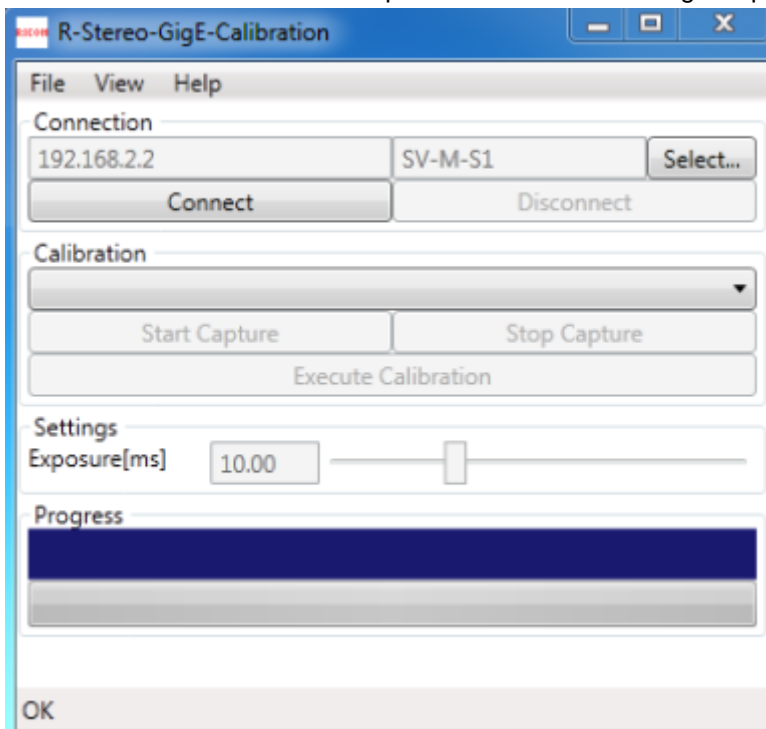 RICOH R-Stereo-GigE-Calibration
File View Help
Connection
192.168.2.2 SV-M-S1 Select...
Connect Disconnect
Calibration
Start Capture Stop Capture
Execute Calibration
Settings
Exposure[ms] 10.00
Progress
OK